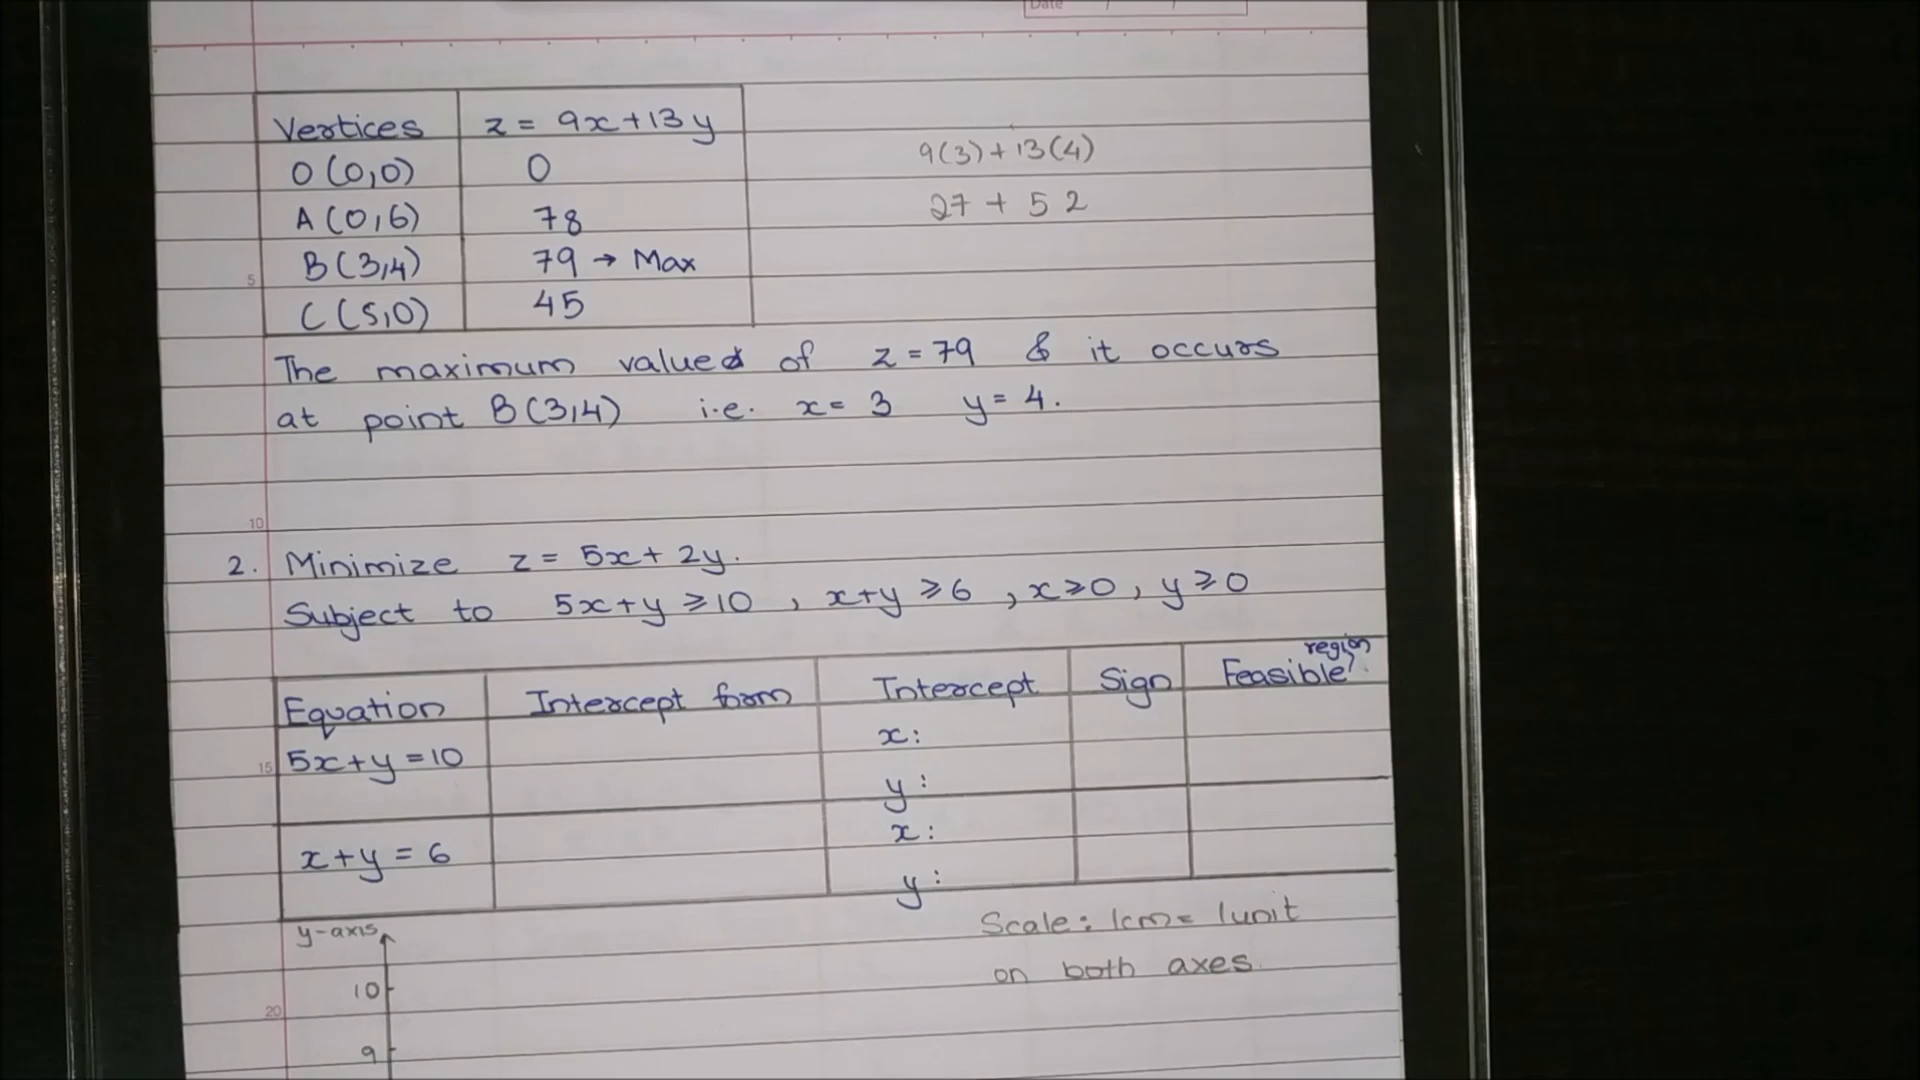 Date / /
Vertices z = 9x+13y
O(0,0) 0
A(0,6) 78
B(3,4) 79 → Max
C(5,0) 45
9(3)+13(4)
27 + 52
The maximum value of z = 79 & it occurs
at point B(3,4) i.e. x= 3 y= 4.
2. Minimize z = 5x+ 2y.
Subject to 5x+y ⩾10 , x+y ⩾6 , x⩾0, y⩾0
region
Equation Intercept form Intercept Sign Feasible
5x+y=10 x:
y:
x+y = 6 x:
y:
Scale: 1cm= 1unit
on both axes.
y-axis
10
9
5
10
15
20